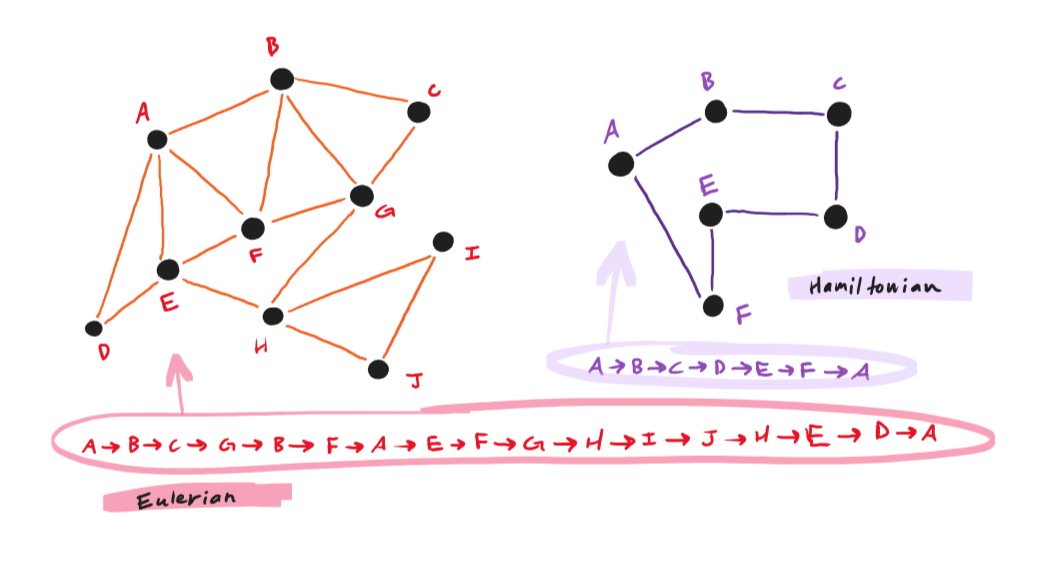 B
C
A
G
F
I
E
D
H
J
A → B → C → G → B → F → A → E → F → G → H → I → J → H → E → D → A
Eulerian
B
C
A
E
D
Hamiltonian
F
A → B → C → D → E → F → A